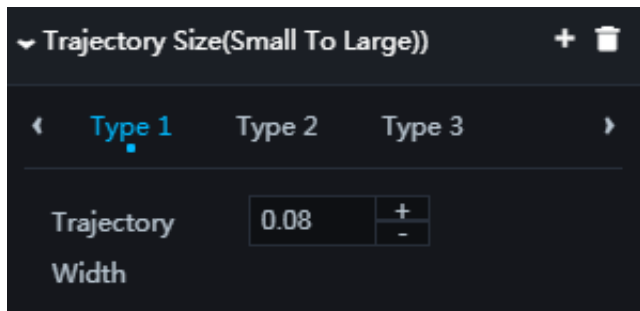 Trajectory Size(Small To Large)) +
Type 1 Type 2 Type 3
Trajectory 0.08 + -
Width